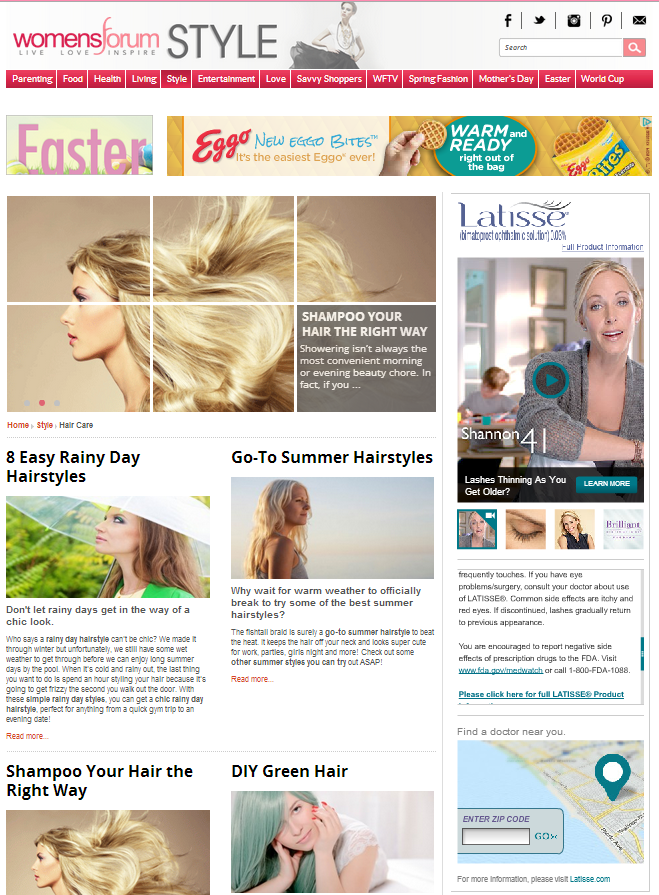 womensforum STYLE
LIVE LOVE INSPIRE
Search
Parenting Food Health Living Style Entertainment Love Savvy Shoppers WFTV Spring Fashion Mother's Day Easter World Cup
Easter
Eggo NEW EGGO BITES™
It's the easiest Eggo® ever!
WARM and
READY
right out of
the bag
Eggo
Bites
Latisse®
(bimatoprost ophthalmic solution) 0.03%
Full Product Information
SHAMPOO YOUR
HAIR THE RIGHT WAY
Showering isn't always the
most convenient morning
or evening beauty chore. In
fact, if you ...
Shannon 41
Lashes Thinning As You
Get Older?
LEARN MORE
Brilliant
Home Style Hair Care
8 Easy Rainy Day
Hairstyles
Don't let rainy days get in the way of a
chic look.
Who says a rainy day hairstyle can't be chic? We made it
through winter but unfortunately, we still have some wet
weather to get through before we can enjoy long summer
days by the pool. When it's cold and rainy out, the last thing
you want to do is spend an hour styling your hair because it's
going to get frizzy the second you walk out the door. With
these simple rainy day styles, you can get a chic rainy day
hairstyle, perfect for anything from a quick gym trip to an
evening date!
Read more...
Go-To Summer Hairstyles
Why wait for warm weather to officially
break to try some of the best summer
hairstyles?
The fishtail braid is surely a go-to summer hairstyle to beat
the heat. It keeps the hair off your neck and looks super cute
for work, parties, girls night and more! Check out some
other summer styles you can try out ASAP!
Read more...
frequently touches. If you have eye
problems/surgery, consult your doctor about use
of LATISSE®. Common side effects are itchy and
red eyes. If discontinued, lashes gradually return
to previous appearance.
You are encouraged to report negative side
effects of prescription drugs to the FDA. Visit
www.fda.gov/medwatch or call 1-800-FDA-1088.
Please click here for full LATISSE® Product
Find a doctor near you.
ENTER ZIP CODE
GO
For more information, please visit Latisse.com
Shampoo Your Hair the
Right Way
DIY Green Hair